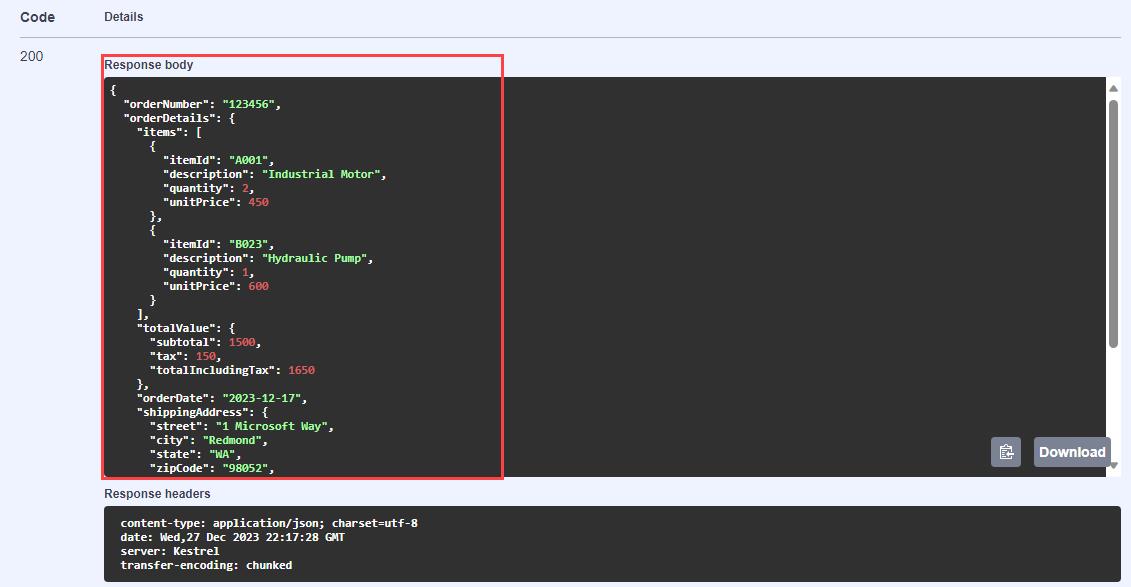 Code Details
200
Response body
{
"orderNumber": "123456",
"orderDetails": {
"items": [
{
"itemId": "A001",
"description": "Industrial Motor",
"quantity": 2,
"unitPrice": 450
},
{
"itemId": "B023",
"description": "Hydraulic Pump",
"quantity": 1,
"unitPrice": 600
}
],
"totalValue": {
"subtotal": 1500,
"tax": 150,
"totalIncludingTax": 1650
},
"orderDate": "2023-12-17",
"shippingAddress": {
"street": "1 Microsoft Way",
"city": "Redmond",
"state": "WA",
"zipCode": "98052",
Download
Response headers
content-type: application/json; charset=utf-8
date: Wed,27 Dec 2023 22:17:28 GMT
server: Kestrel
transfer-encoding: chunked